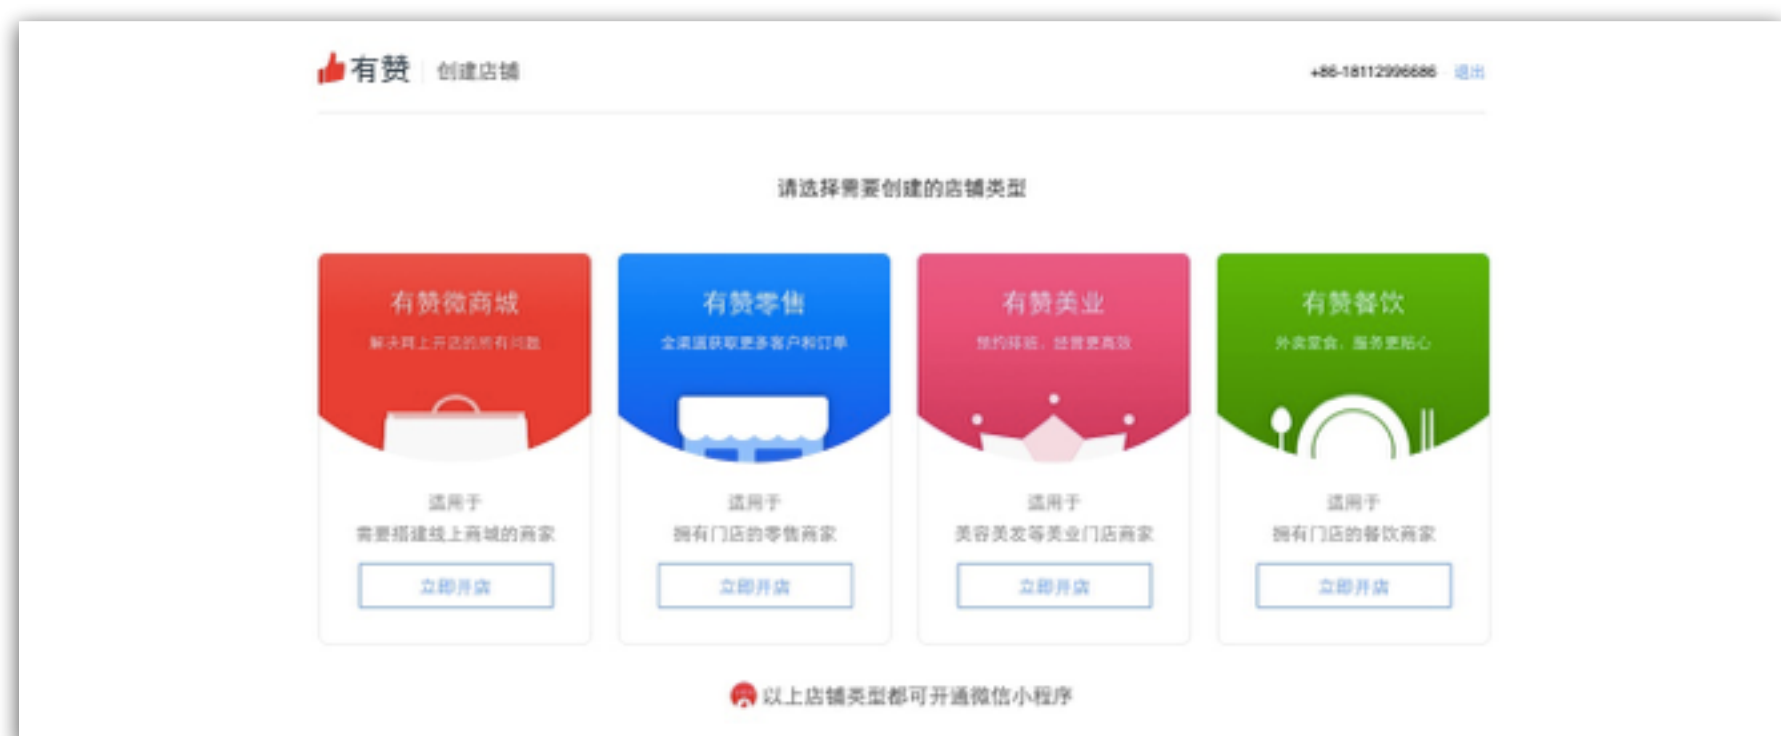 有赞 创建店铺
+86-18112996686 退出
请选择需要创建的店铺类型
有赞微商城
解决网上开店的所有问题
适用于
需要搭建线上商城的商家
立即开店
有赞零售
全渠道获取更多客户和订单
适用于
拥有门店的零售商家
立即开店
有赞美业
预约排班,经营更高效
适用于
美容美发等美业门店商家
立即开店
有赞餐饮
外卖堂食,服务更贴心
适用于
拥有门店的餐饮商家
立即开店
以上店铺类型都可开通微信小程序